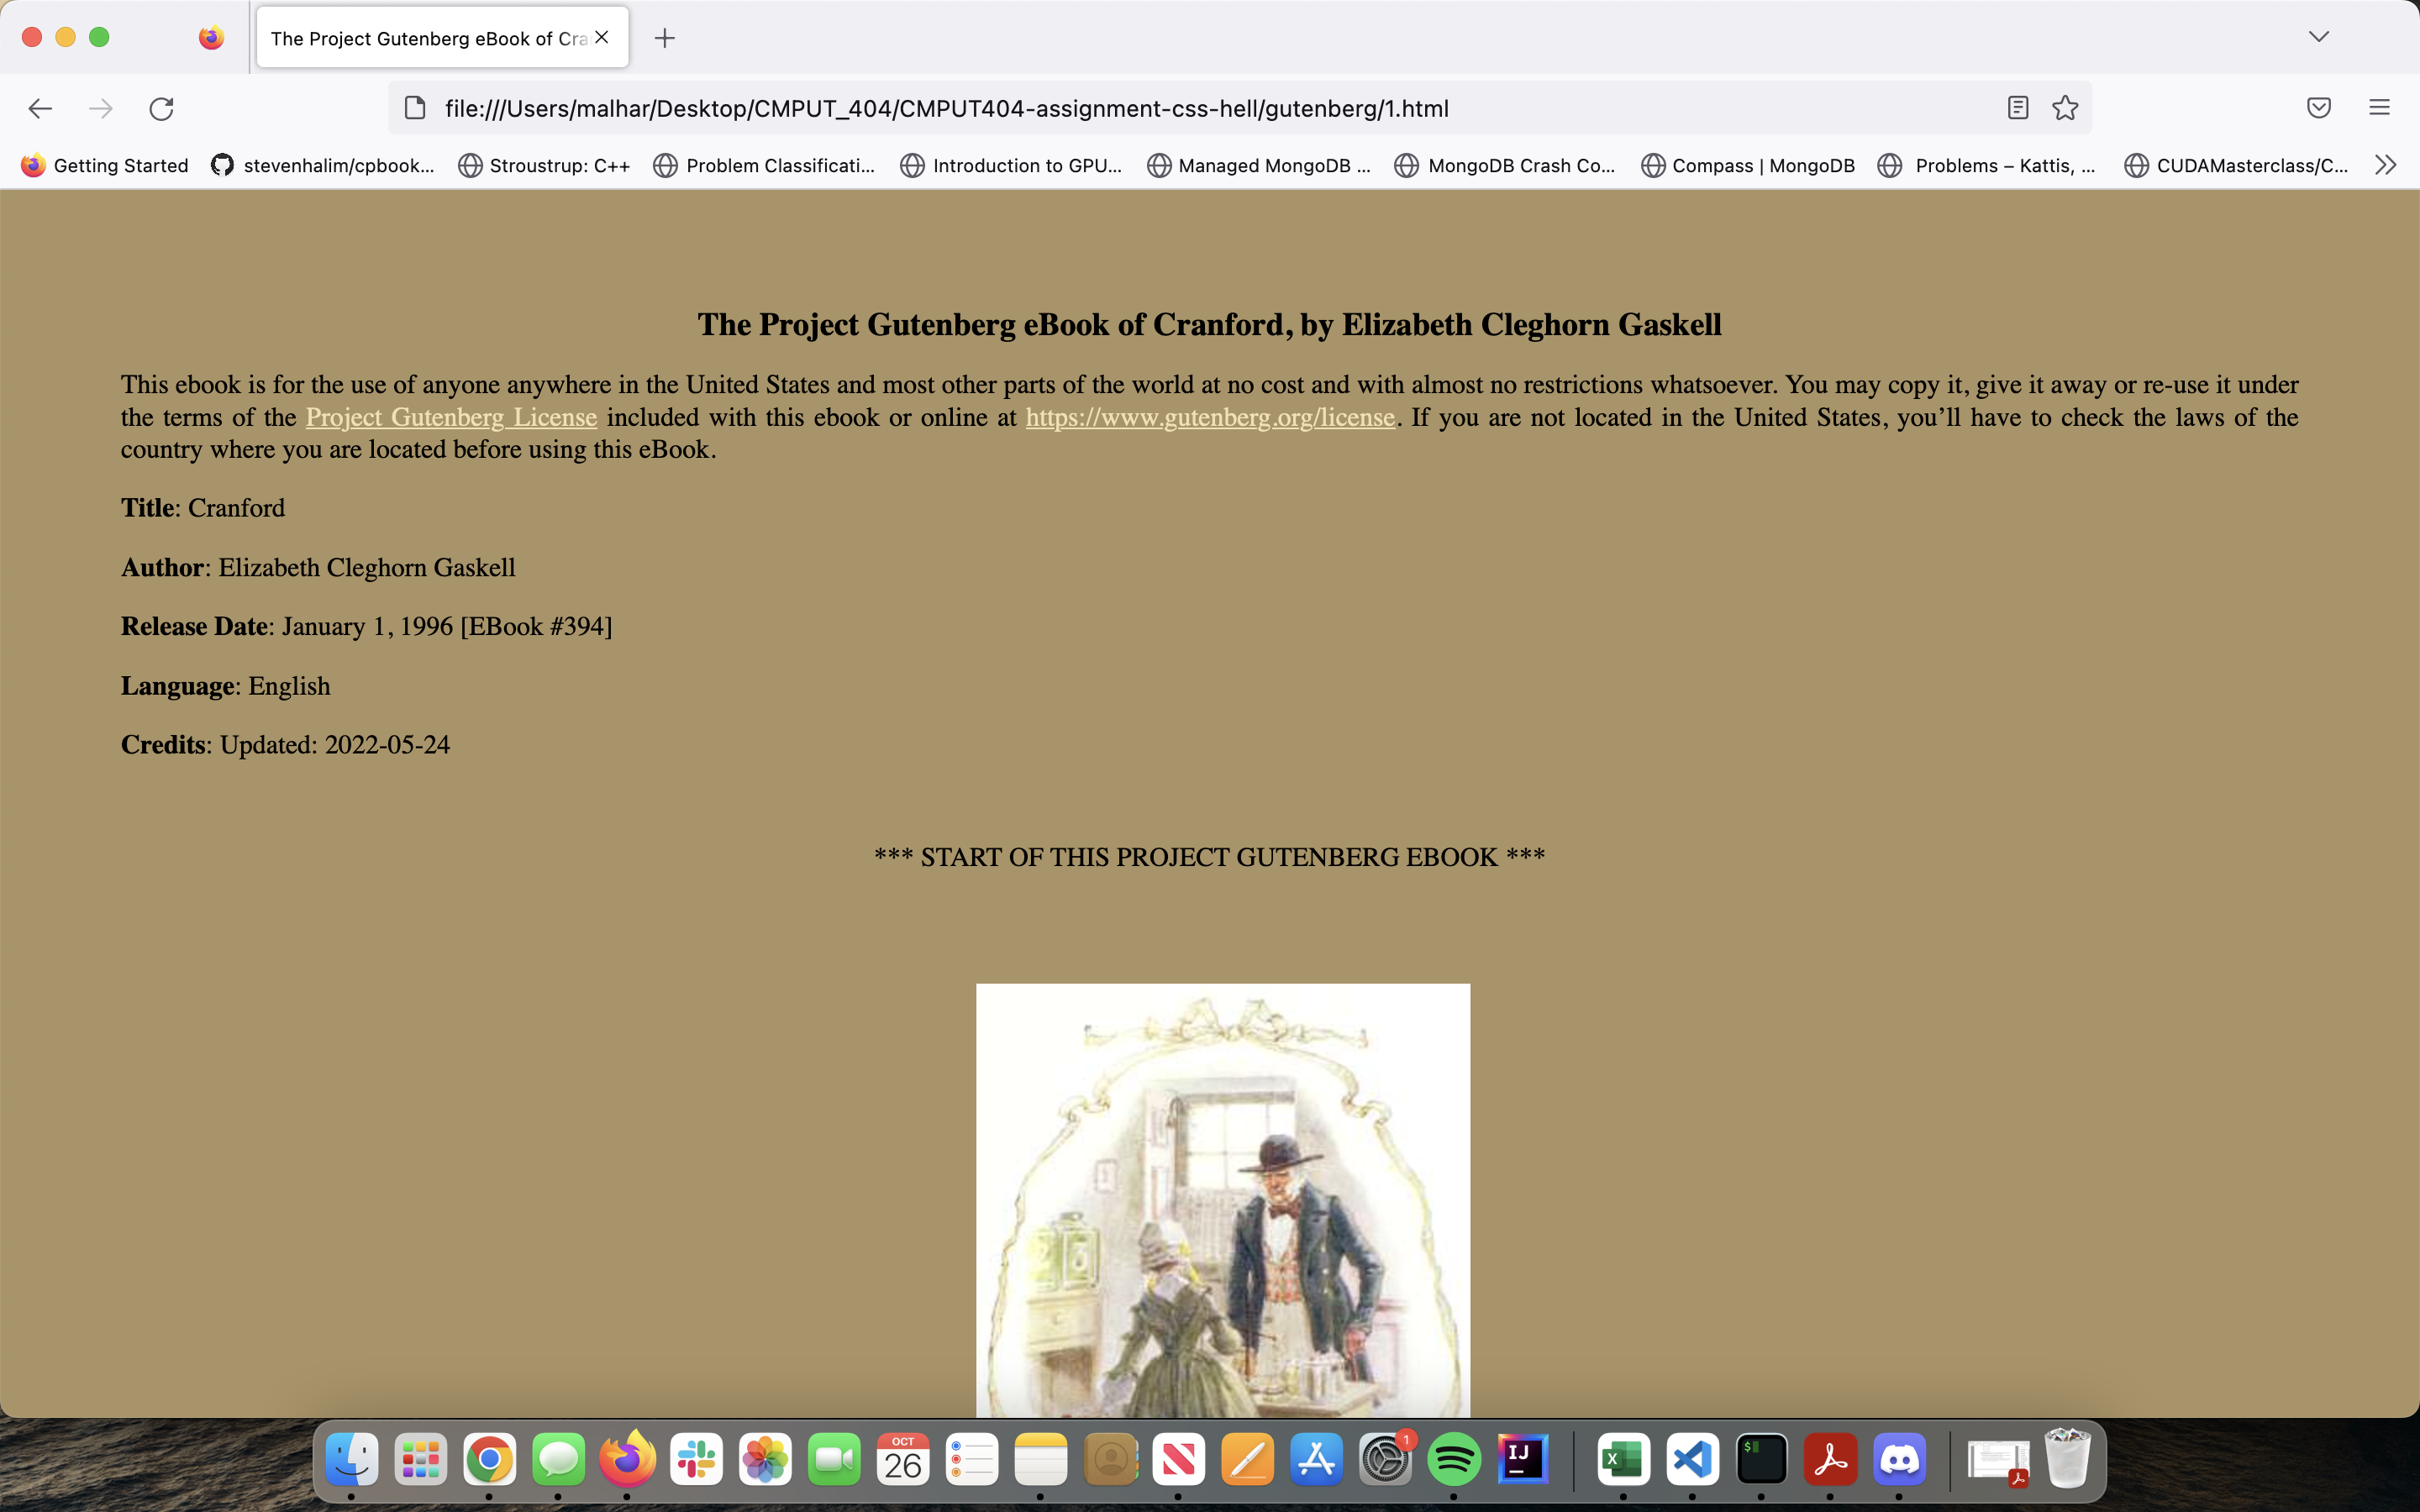 The Project Gutenberg eBook of Cra
file:///Users/malhar/Desktop/CMPUT_404/CMPUT404-assignment-css-hell/gutenberg/1.html
Getting Started stevenhalim/cpbook... Stroustrup: C++ Problem Classificati... Introduction to GPU... Managed MongoDB ... MongoDB Crash Co... Compass | MongoDB Problems – Kattis, ... CUDAMasterclass/C...
The Project Gutenberg eBook of Cranford, by Elizabeth Cleghorn Gaskell
This ebook is for the use of anyone anywhere in the United States and most other parts of the world at no cost and with almost no restrictions whatsoever. You may copy it, give it away or re-use it under
the terms of the Project Gutenberg License included with this ebook or online at https://www.gutenberg.org/license. If you are not located in the United States, you’ll have to check the laws of the
country where you are located before using this eBook.
Title: Cranford
Author: Elizabeth Cleghorn Gaskell
Release Date: January 1, 1996 [EBook #394]
Language: English
Credits: Updated: 2022-05-24
*** START OF THIS PROJECT GUTENBERG EBOOK ***
OCT
26
1
IJ
X
$